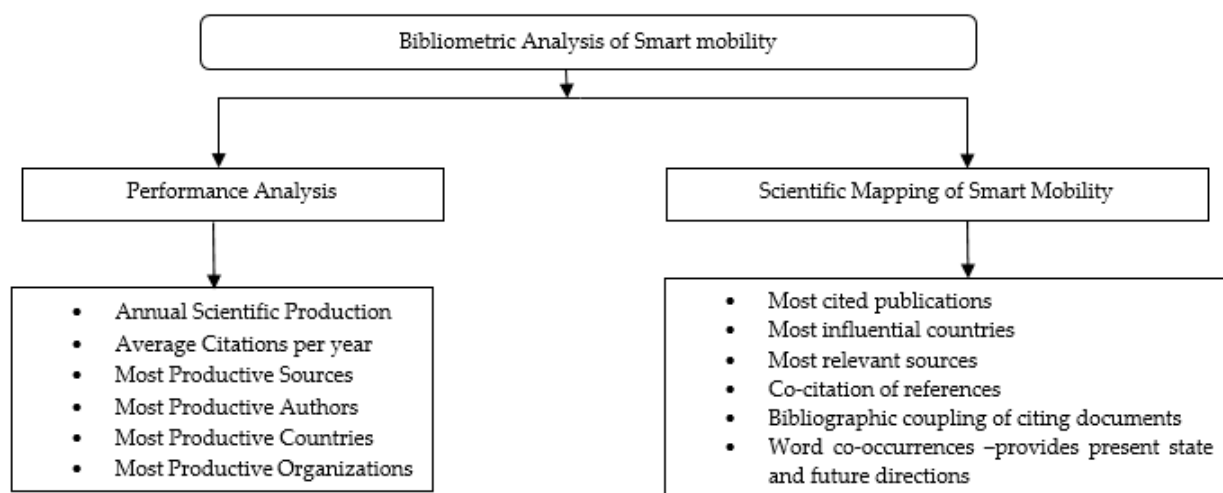 Bibliometric Analysis of Smart mobility
Performance Analysis
Scientific Mapping of Smart Mobility
• Annual Scientific Production
• Average Citations per year
• Most Productive Sources
• Most Productive Authors
• Most Productive Countries
• Most Productive Organizations
• Most cited publications
• Most influential countries
• Most relevant sources
• Co-citation of references
• Bibliographic coupling of citing documents
• Word co-occurrences –provides present state
and future directions